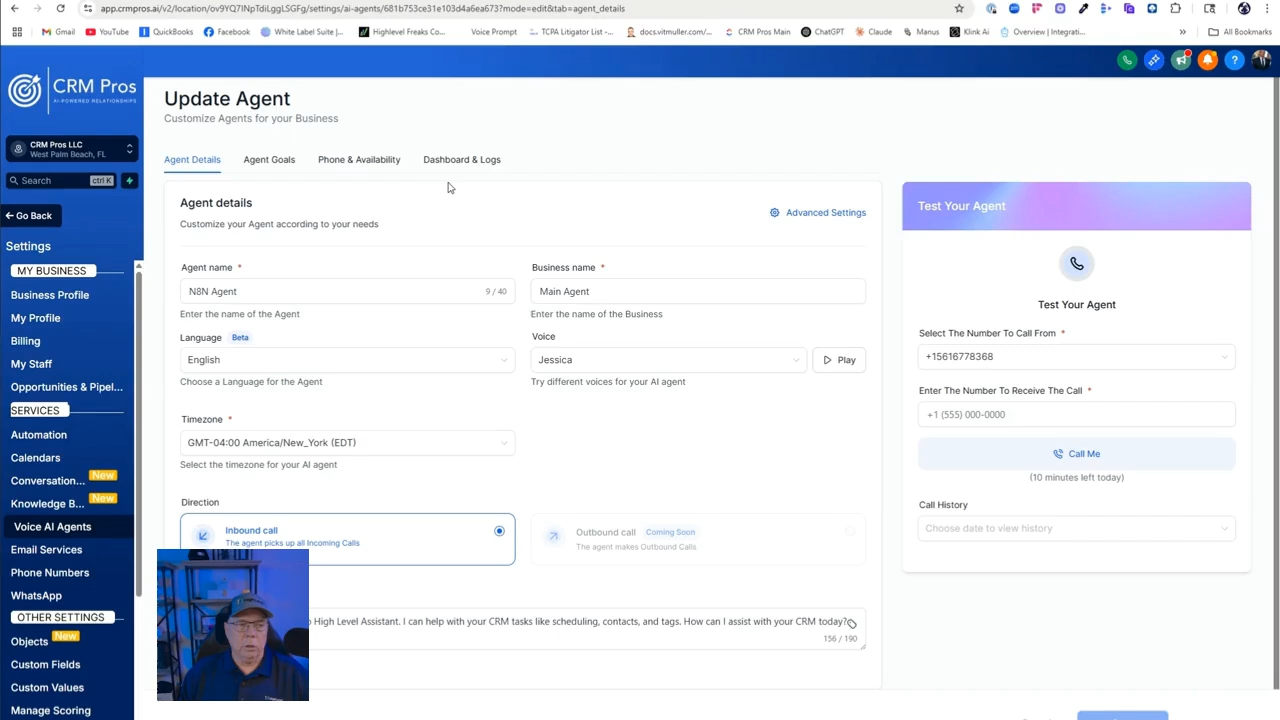 app.crmpros.ai/v2/location/ov9YQ7INpTdiLggLSGFg/settings/ai-agents/681b753ce31e103d4a6ea673?mode=edit&tab=agent_details
Gmail
YouTube
QuickBooks
Facebook
White Label Suite |...
Highlevel Freaks Co...
Voice Prompt
TCPA Litigator List -...
docs.vitmuller.com/...
CRM Pros Main
ChatGPT
Claude
Manus
Klink Ai
Overview | Integrati...
All Bookmarks
CRM Pros
AI-POWERED RELATIONSHIPS
CRM Pros LLC
West Palm Beach, FL
Search
ctrl K
Go Back
Settings
MY BUSINESS
Business Profile
My Profile
Billing
My Staff
Opportunities & Pipel...
SERVICES
Automation
Calendars
Conversation... New
Knowledge B... New
Voice AI Agents
Email Services
Phone Numbers
WhatsApp
OTHER SETTINGS
Objects New
Custom Fields
Custom Values
Manage Scoring
Update Agent
Customize Agents for your Business
Agent Details
Agent Goals
Phone & Availability
Dashboard & Logs
Agent details
Customize your Agent according to your needs
Advanced Settings
Agent name *
N8N Agent
9 / 40
Enter the name of the Agent
Business name *
Main Agent
Enter the name of the Business
Language Beta
English
Choose a Language for the Agent
Voice
Jessica
Play
Try different voices for your AI agent
Timezone *
GMT-04:00 America/New_York (EDT)
Select the timezone for your AI agent
Direction
Inbound call
The agent picks up all Incoming Calls
Outbound call Coming Soon
The agent makes Outbound Calls.
High Level Assistant. I can help with your CRM tasks like scheduling, contacts, and tags. How can I assist with your CRM today?
156 / 190
Test Your Agent
Test Your Agent
Select The Number To Call From *
+15616778368
Enter The Number To Receive The Call *
+1 (555) 000-0000
Call Me
(10 minutes left today)
Call History
Choose date to view history